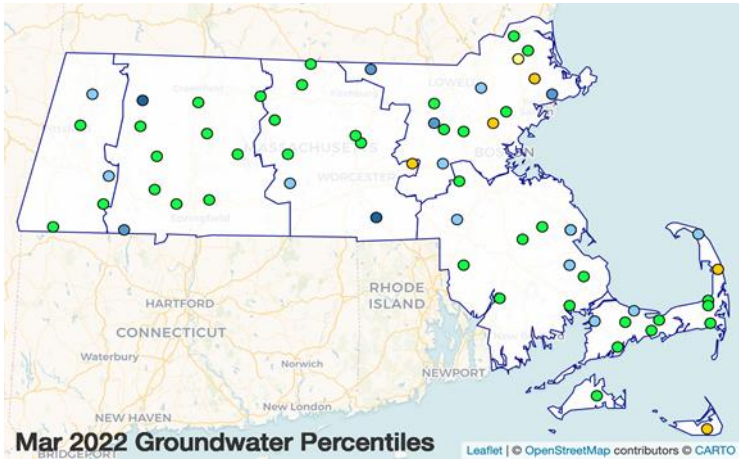 LOWELL
MASSACHUSETTS
BOSTON
WORCESTER
Springfield
RHODE
ISLAND
HARTFORD
CONNECTICUT
Waterbury
Norwich
NEWPORT
New London
NEW HAVEN
BRIDGEPORT
Mar 2022 Groundwater Percentiles
Leaflet | © OpenStreetMap contributors © CARTO